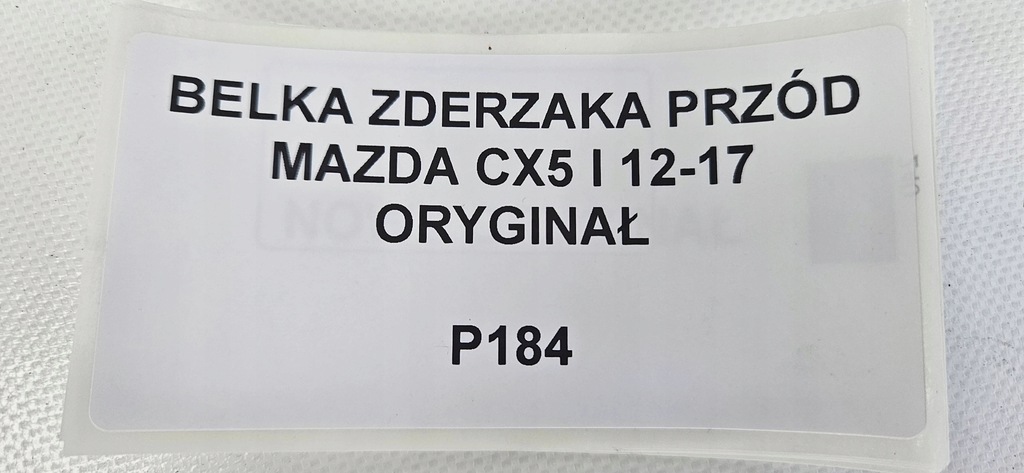 BELKA ZDERZAKA PRZÓD
MAZDA CX5 I 12-17
ORYGINAŁ
P184